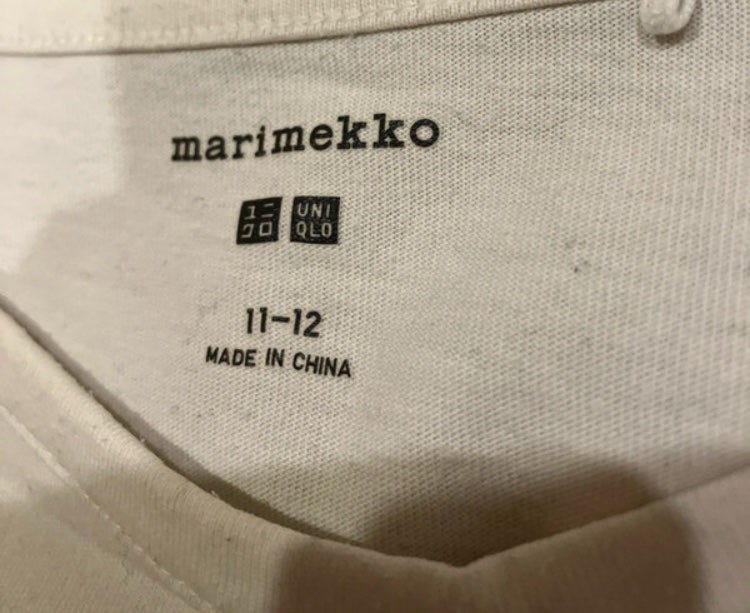 marimekko
ユニ UNI
クロ QLO
11-12
MADE IN CHINA